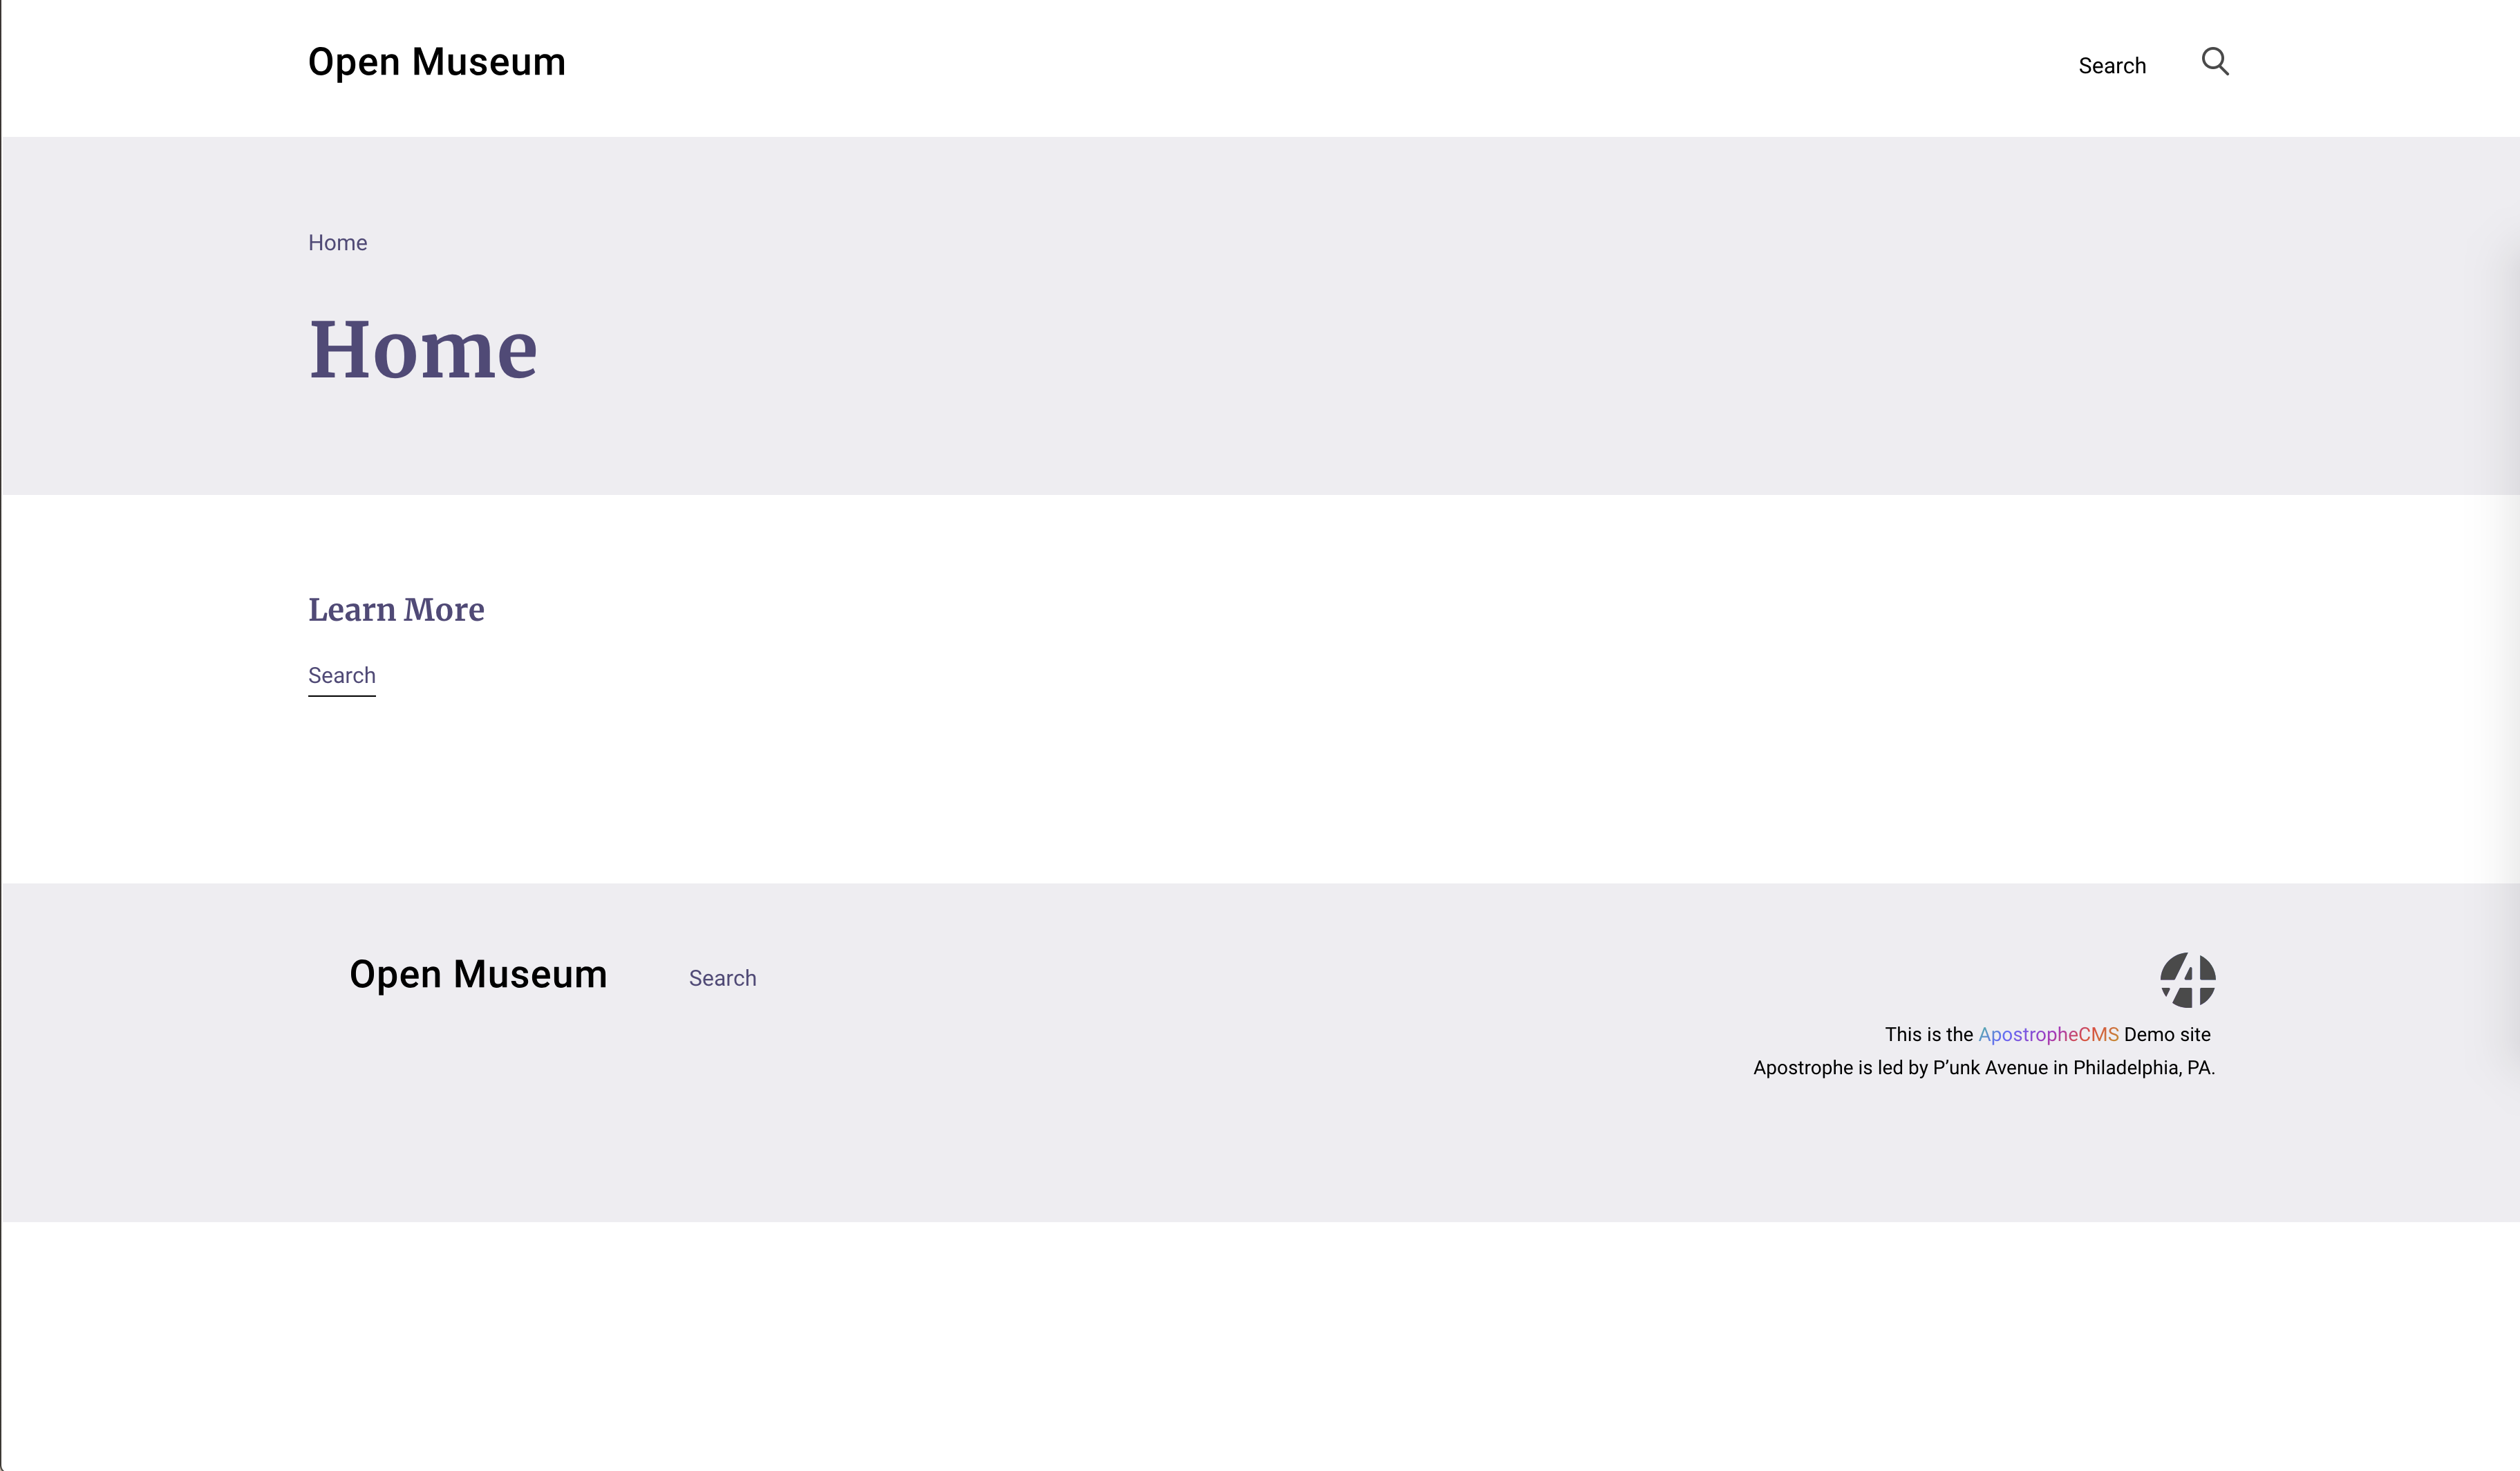 Open Museum
Search
Home
Home
Learn More
Search
Open Museum
Search
This is the ApostropheCMS Demo site
Apostrophe is led by P’unk Avenue in Philadelphia, PA.